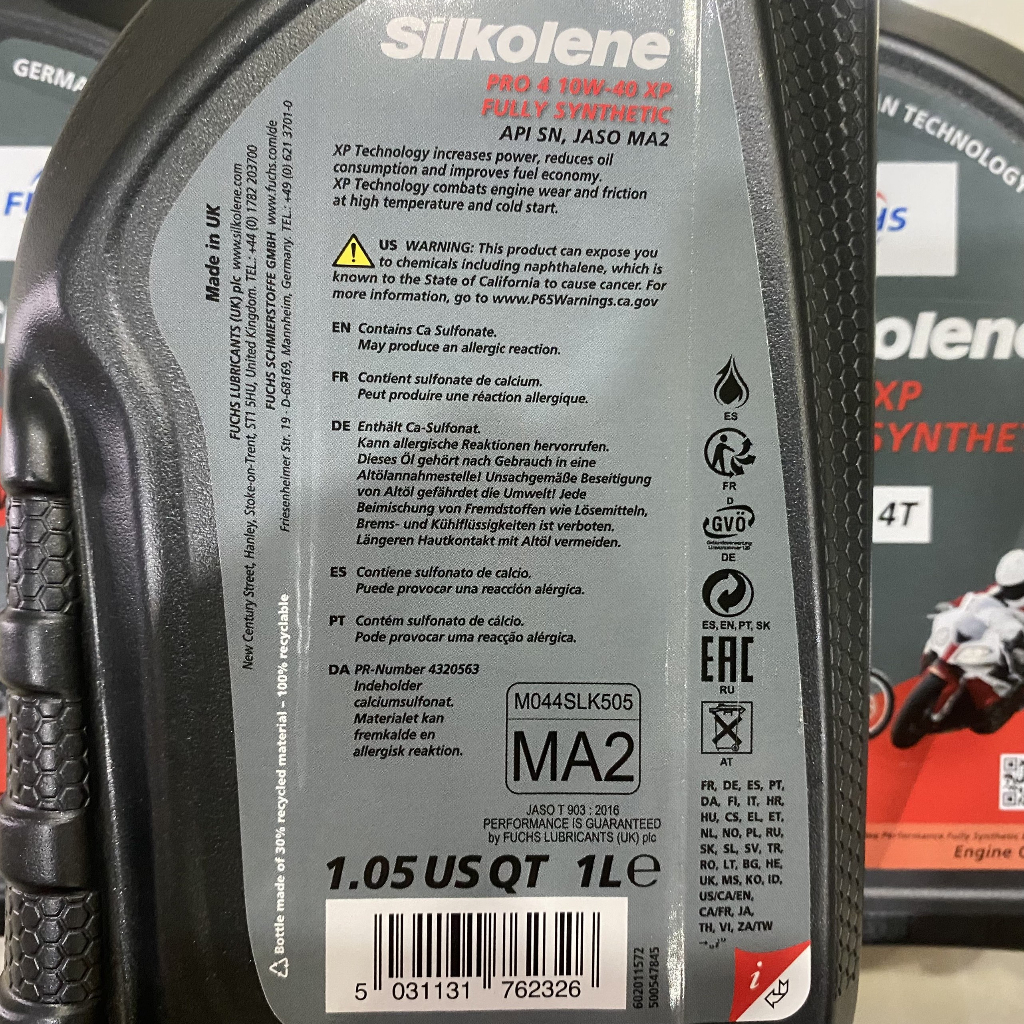 Silkolene®
PRO 4 10W-40 XP
FULLY SYNTHETIC
API SN, JASO MA2
XP Technology increases power, reduces oil
consumption and improves fuel economy.
XP Technology combats engine wear and friction
at high temperature and cold start.
US WARNING: This product can expose you
to chemicals including naphthalene, which is
known to the State of California to cause cancer. For
more information, go to www.P65Warnings.ca.gov
EN Contains Ca Sulfonate.
May produce an allergic reaction.
FR Contient sulfonate de calcium.
Peut produire une réaction allergique.
DE Enthält Ca-Sulfonat.
Kann allergische Reaktionen hervorrufen.
Dieses Öl gehört nach Gebrauch in eine
Altölannahmestelle! Unsachgemäße Beseitigung
von Altöl gefährdet die Umwelt! Jede
Beimischung von Fremdstoffen wie Lösemitteln,
Brems- und Kühlflüssigkeiten ist verboten.
Längeren Hautkontakt mit Altöl vermeiden.
ES Contiene sulfonato de calcio.
Puede provocar una reacción alérgica.
PT Contém sulfonato de cálcio.
Pode provocar uma reacção alérgica.
DA PR-Number 4320563
Indeholder
calciumsulfonat.
Materialet kan
fremkalde en
allergisk reaktion.
M044SLK505
MA2
JASO T 903 : 2016
PERFORMANCE IS GUARANTEED
by FUCHS LUBRICANTS (UK) plc
1.05 US QT 1L e
5 031131 762326
602011572
500547845
Made in UK
FUCHS LUBRICANTS (UK) plc www.silkolene.com
New Century Street, Hanley, Stoke-on-Trent, ST1 5HU, United Kingdom. TEL.: +44 (0) 1782 203700
FUCHS SCHMIERSTOFFE GMBH www.fuchs.com/de
Friesenheimer Str. 19 · D-68169, Mannheim, Germany. TEL.: +49 (0) 621 3701-0
Bottle made of 30% recycled material – 100% recyclable
ES
FR
D
GVÖ
DE
ES, EN, PT, SK
EAC
RU
AT
FR, DE, ES, PT,
DA, FI, IT, HR,
HU, CS, EL, ET,
NL, NO, PL, RU,
SK, SL, SV, TR,
RO, LT, BG, HE,
UK, MS, KO, ID,
US/CA/EN,
CA/FR, JA,
TH, VI, ZA/TW
i
GERMA
FU
AN TECHNOLOGY
HS
olene
XP
SYNTHE
4T
Performance Fully Synthetic
Engine O